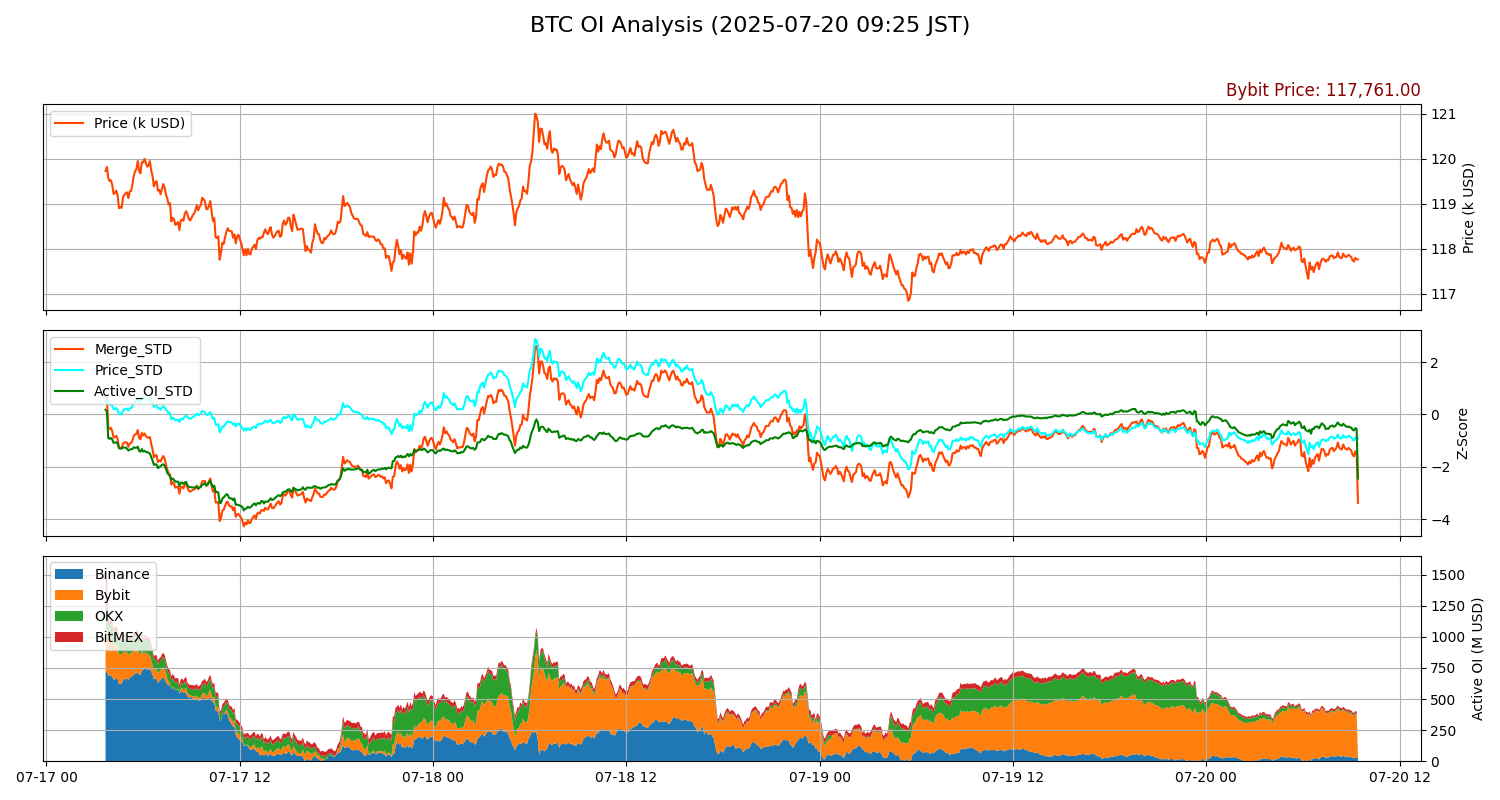 BTC OI Analysis (2025-07-20 09:25 JST)
Bybit Price: 117,761.00
Price (k USD)
121
120
119
118
117
Price (k USD)
Merge_STD
Price_STD
Active_OI_STD
2
0
−2
−4
Z-Score
Binance
Bybit
OKX
BitMEX
1500
1250
1000
750
500
250
0
Active OI (M USD)
07-17 00
07-17 12
07-18 00
07-18 12
07-19 00
07-19 12
07-20 00
07-20 12